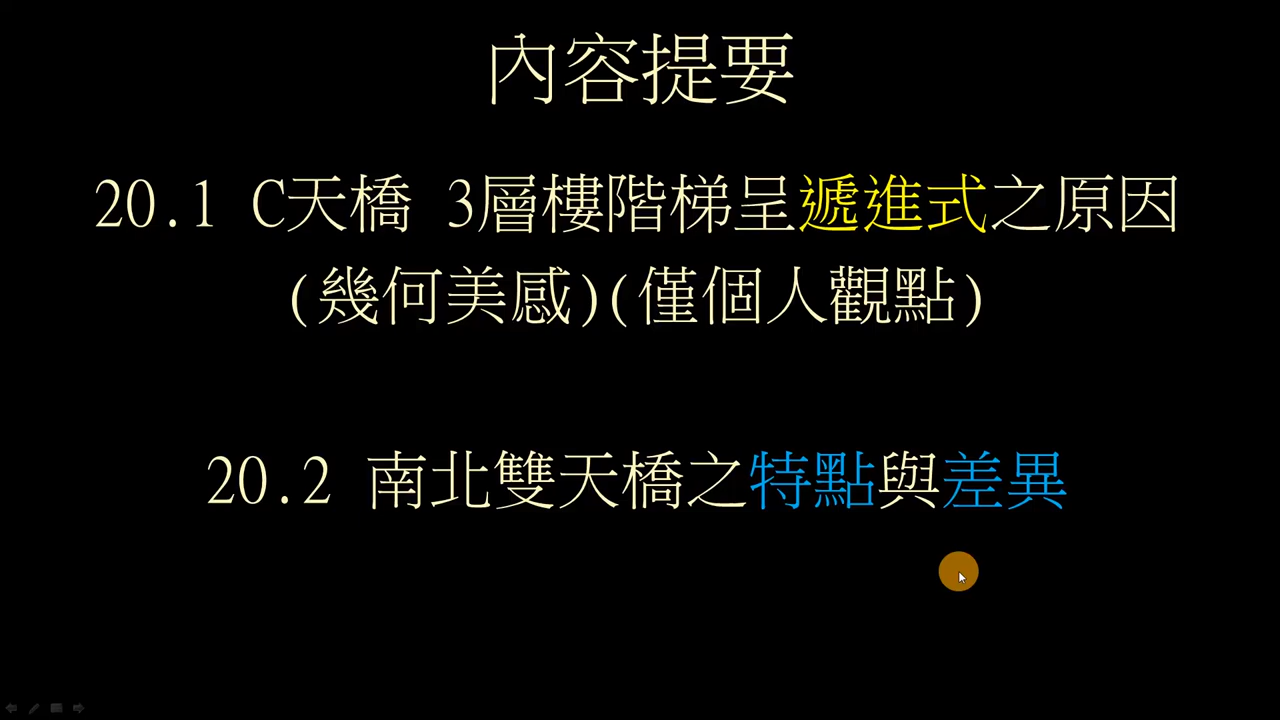 內容提要
20.1 C天橋 3層樓階梯呈遞進式之原因
(幾何美感)(僅個人觀點)
20.2 南北雙天橋之特點與差異